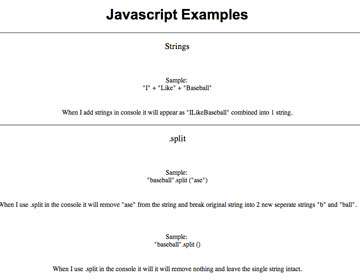 Javascript Examples
Strings
Sample:
"I" + "Like" + "Baseball"
When I add strings in console it will appear as "ILikeBaseball" combined into 1 string.
.split
Sample:
"baseball".split ("ase")
When I use .split in the console it will remove "ase" from the string and break original string into 2 new seperate strings "b" and "ball".
Sample:
"baseball".split ()
When I use .split in the console it will it will remove nothing and leave the single string intact.